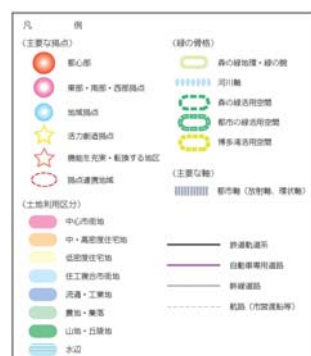 凡　例
(主要な拠点)
都心部
東部・南部・西部拠点
地域拠点
活力創造拠点
機能を充実・転換する地区
拠点連携地域
(土地利用区分)
中心市街地
中・高密度住宅地
低密度住宅地
住工複合市街地
流通・工業地
農地・集落
山地・丘陵地
水辺
(緑の骨格)
森の緑地環・緑の腕
河川軸
森の緑活用空間
都市の緑活用空間
博多湾活用空間
(主要な軸)
都市軸(放射軸、環状軸)
鉄道軌道系
自動車専用道路
幹線道路
航路(市営渡船等)